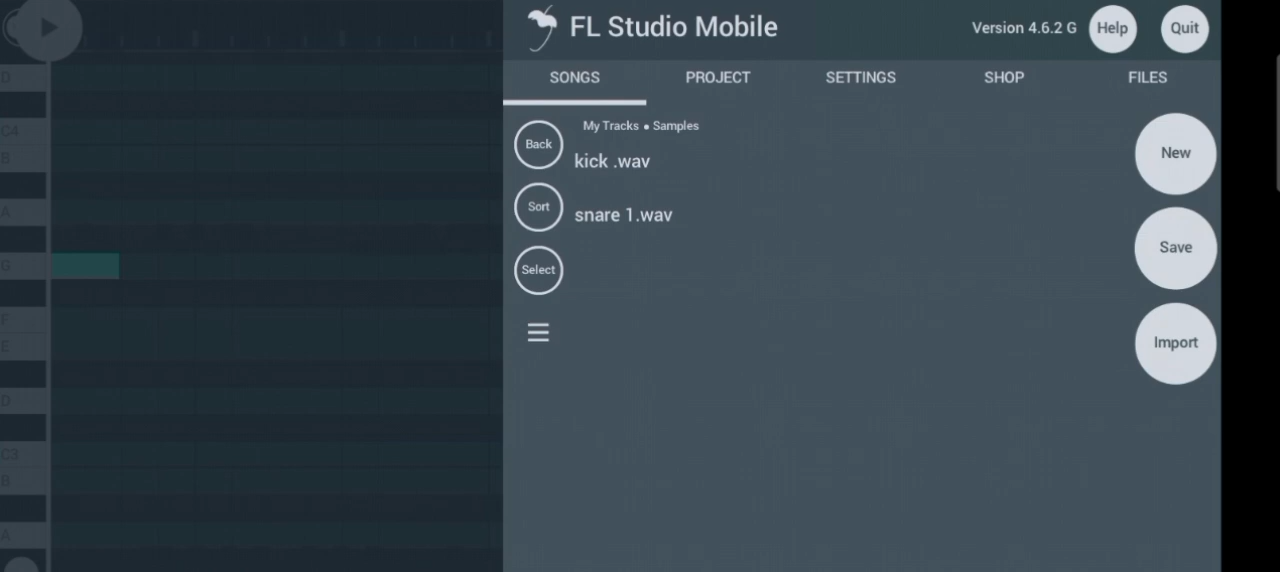 FL Studio Mobile
Version 4.6.2 G
Help
Quit
SONGS
PROJECT
SETTINGS
SHOP
FILES
My Tracks • Samples
Back
kick .wav
Sort
snare 1.wav
Select
New
Save
Import
D
C4
B
A
G
F
E
D
C3
B
A